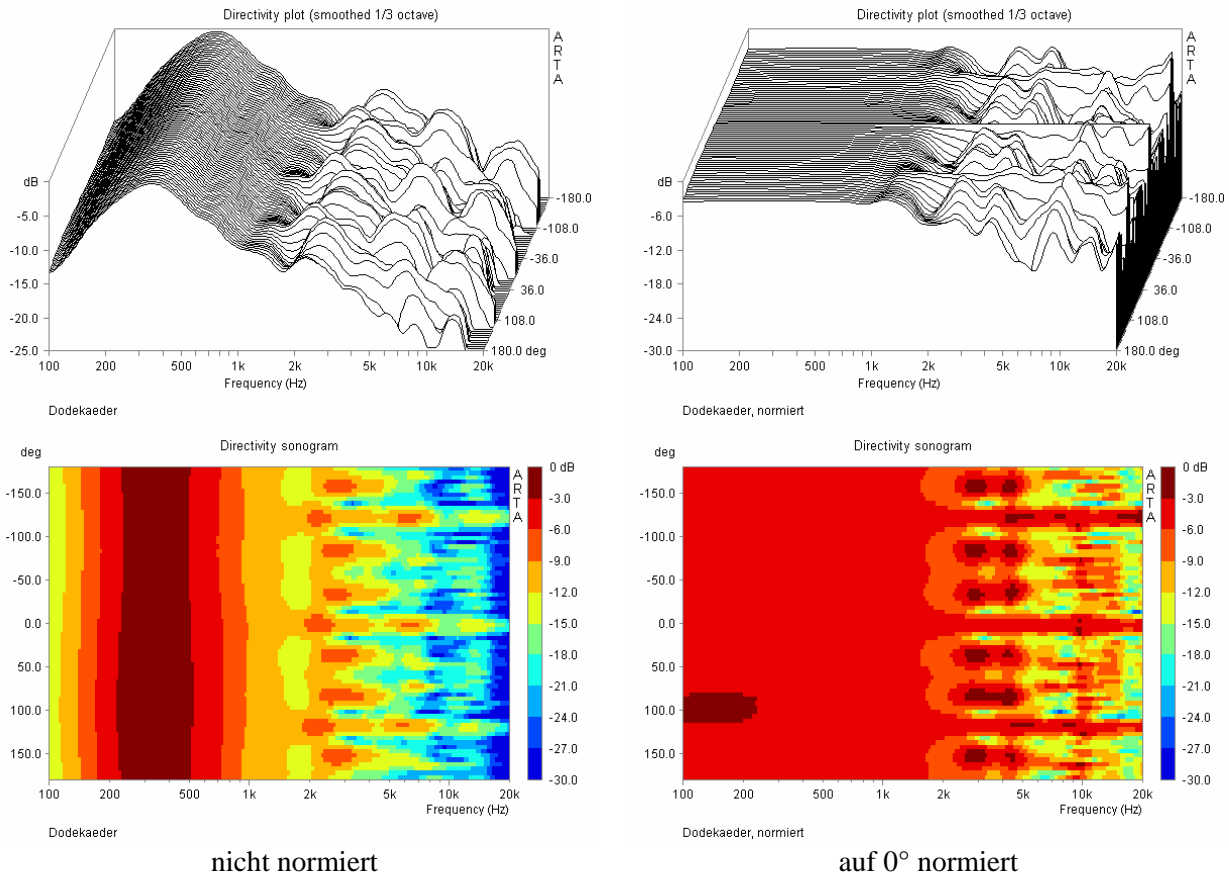 Directivity plot (smoothed 1/3 octave)
A
R
T
A
dB
-5.0
-10.0
-15.0
-20.0
-25.0
-180.0
-108.0
-36.0
36.0
108.0
180.0 deg
100 200 500 1k 2k 5k 10k 20k
Frequency (Hz)
Dodekaeder
Directivity plot (smoothed 1/3 octave)
A
R
T
A
dB
-6.0
-12.0
-18.0
-24.0
-30.0
-180.0
-108.0
-36.0
36.0
108.0
180.0 deg
100 200 500 1k 2k 5k 10k 20k
Frequency (Hz)
Dodekaeder, normiert
Directivity sonogram
deg
-150.0
-100.0
-50.0
0.0
50.0
100.0
150.0
A
R
T
A
0 dB
-3.0
-6.0
-9.0
-12.0
-15.0
-18.0
-21.0
-24.0
-27.0
-30.0
100 200 500 1k 2k 5k 10k 20k
Frequency (Hz)
Dodekaeder
nicht normiert
Directivity sonogram
deg
-150.0
-100.0
-50.0
0.0
50.0
100.0
150.0
A
R
T
A
0 dB
-3.0
-6.0
-9.0
-12.0
-15.0
-18.0
-21.0
-24.0
-27.0
-30.0
100 200 500 1k 2k 5k 10k 20k
Frequency (Hz)
Dodekaeder, normiert
auf 0° normiert